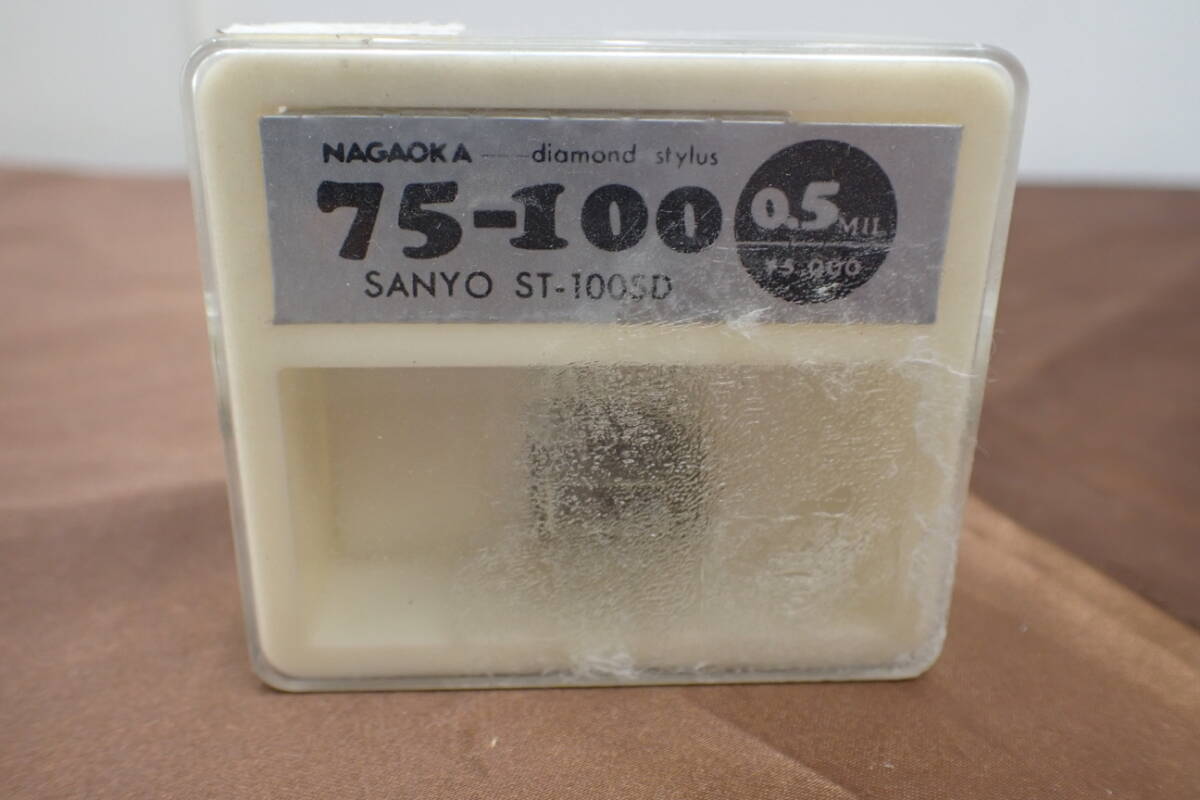 NAGAOKA — diamond stylus
75-100
SANYO ST-100SD
0.5 MIL
¥5.000